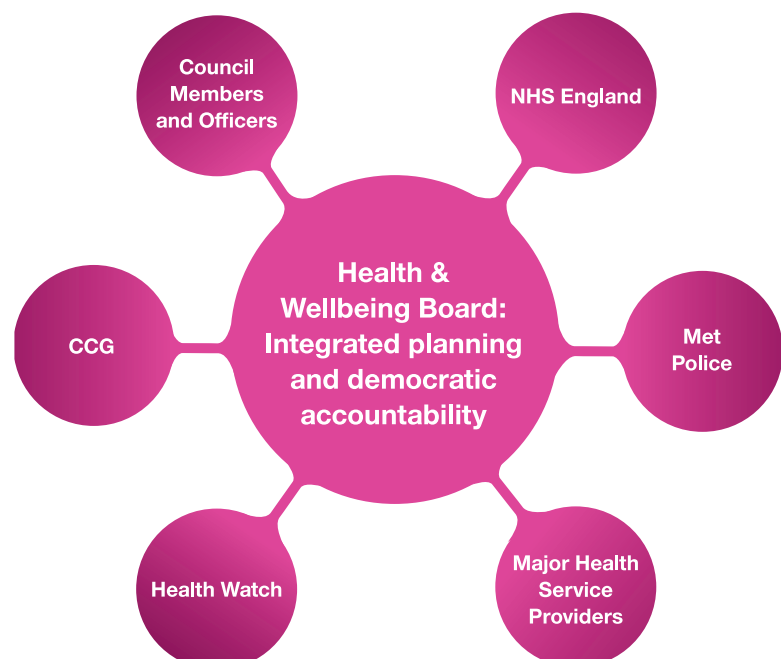 Council
Members
and Officers
NHS England
Health &
Wellbeing Board:
Integrated planning
and democratic
accountability
CCG
Met
Police
Health Watch
Major Health
Service
Providers